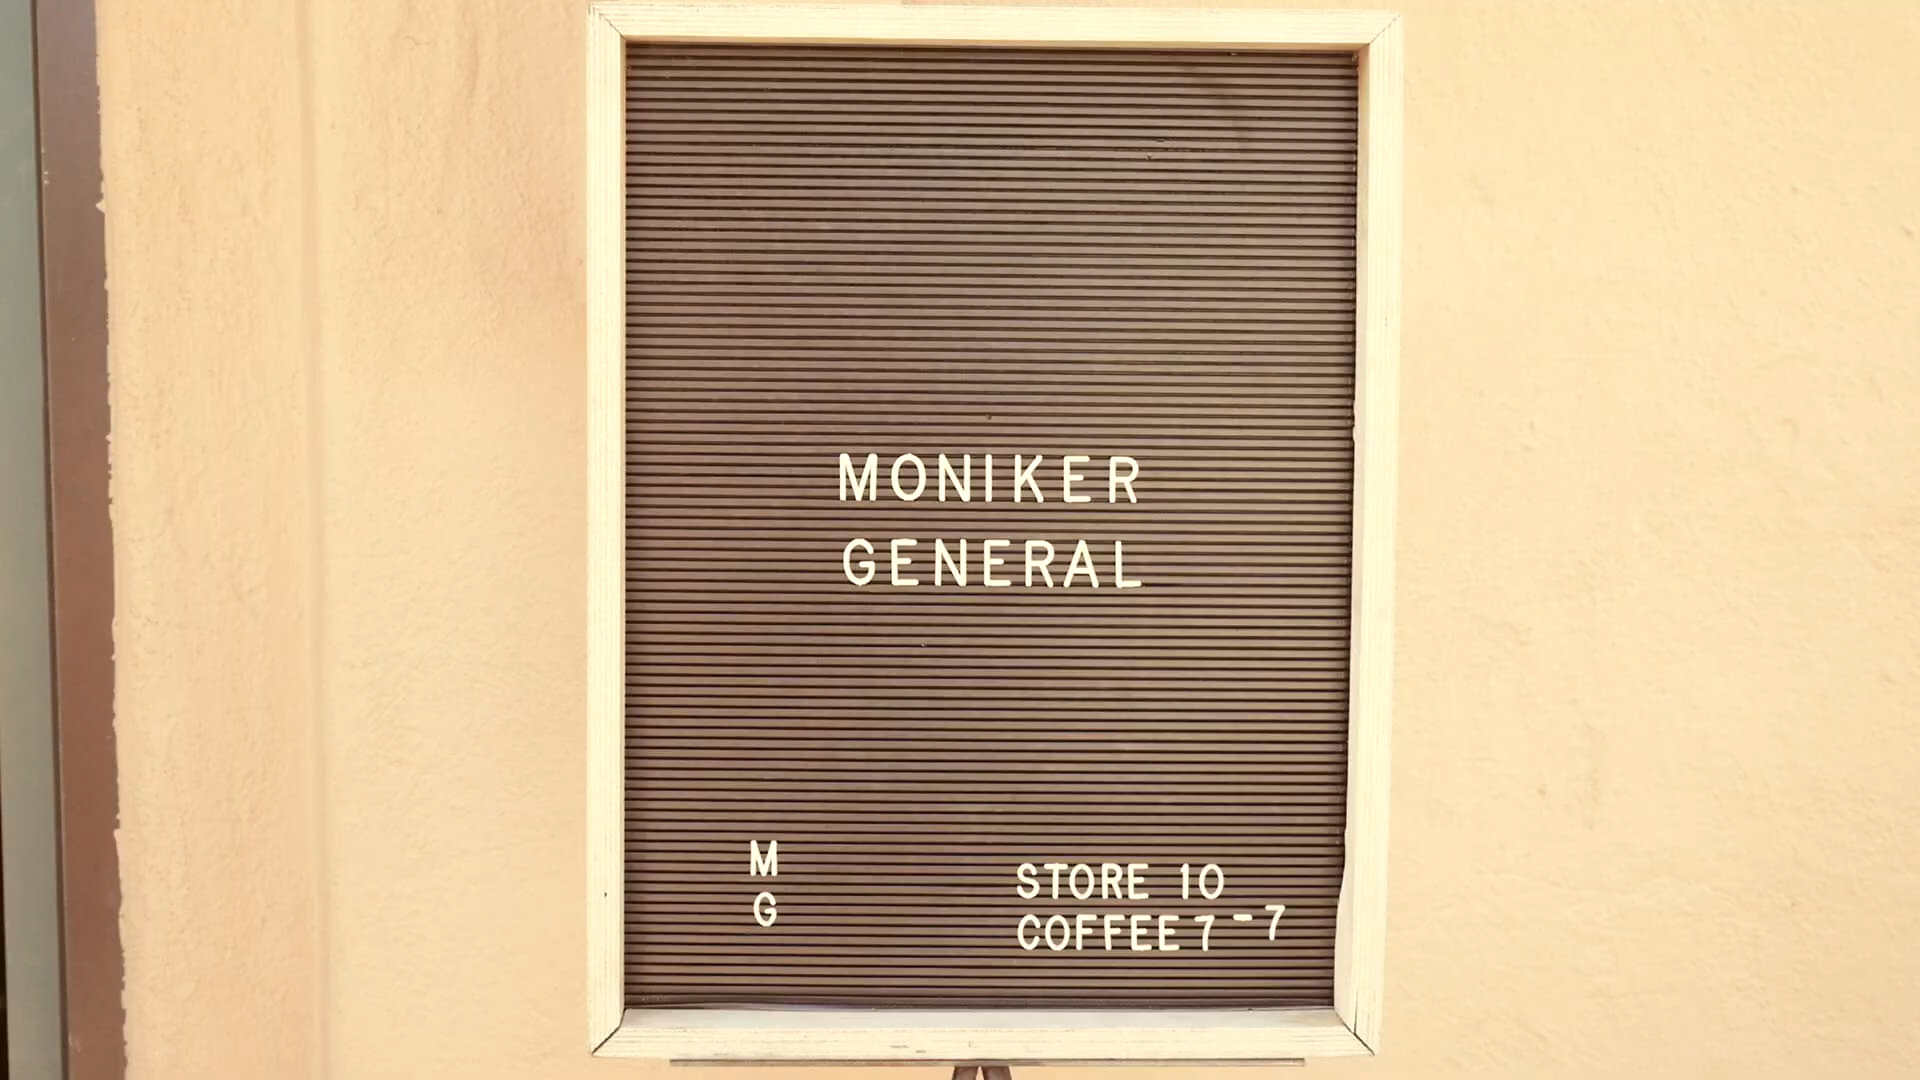 MONIKER
GENERAL
M
G
STORE 10
COFFEE 7 - 7